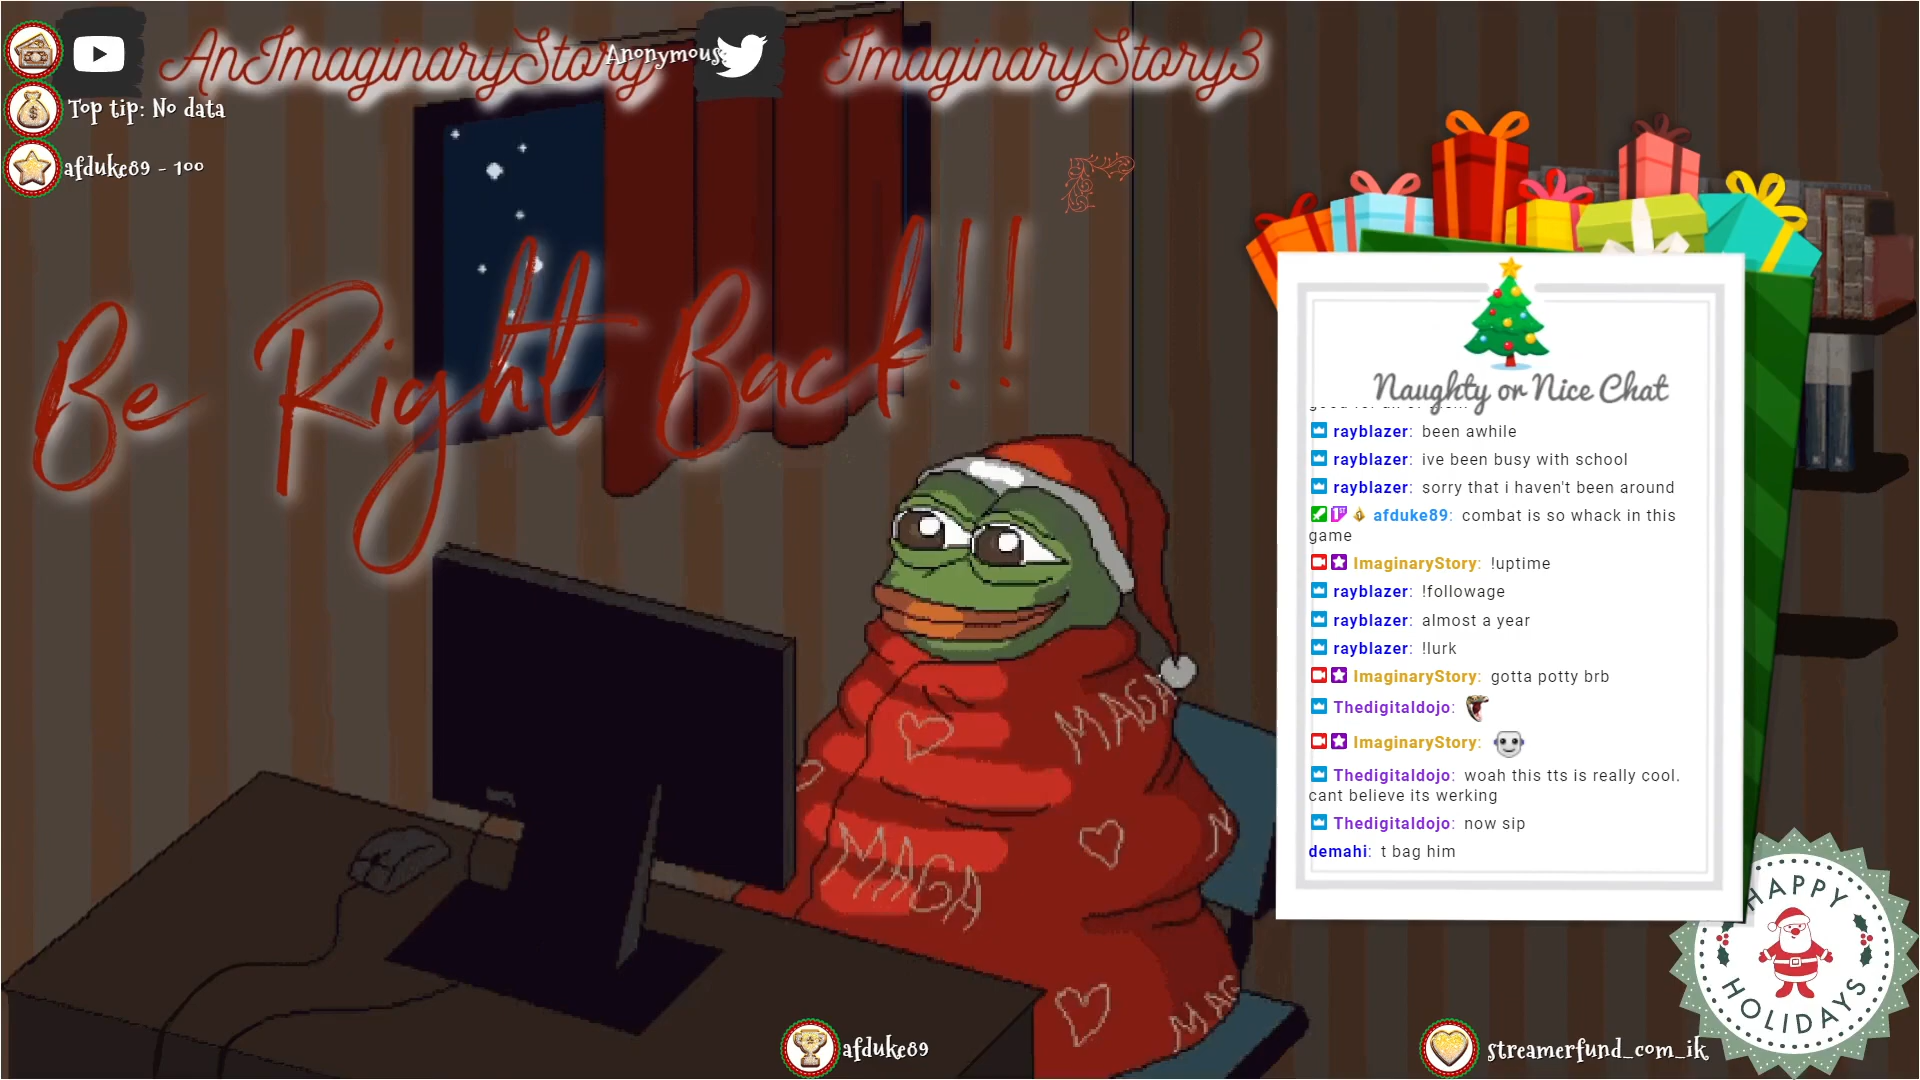 AnImaginaryStory
Anonymous
ImaginaryStory3
Top tip: No data
afduke89 - 100
Be Right Back!!
Naughty or Nice Chat
rayblazer: been awhile
rayblazer: ive been busy with school
rayblazer: sorry that i haven't been around
afduke89: combat is so whack in this
game
ImaginaryStory: !uptime
rayblazer: !followage
rayblazer: almost a year
rayblazer: !lurk
ImaginaryStory: gotta potty brb
Thedigitaldojo:
ImaginaryStory:
Thedigitaldojo: woah this tts is really cool.
cant believe its werking
Thedigitaldojo: now sip
demahi: t bag him
MAGA
MAGA
MAG
HAPPY
HOLIDAYS
afduke89
streamerfund_com_ik